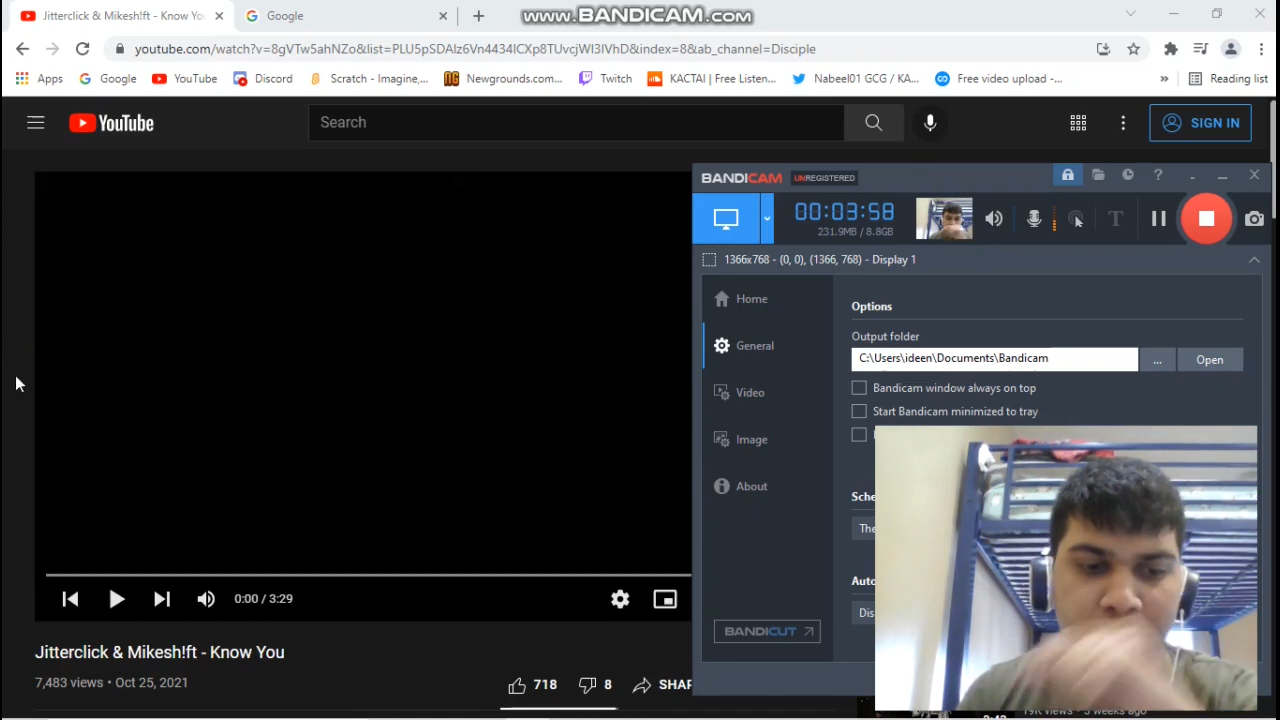 Jitterclick & Mikesh!ft - Know Yo
Google
www.BANDICAM.com
youtube.com/watch?v=8gVTw5ahNZo&list=PLU5pSDAlz6Vn4434ICXp8TUvcjWI3IVhD&index=8&ab_channel=Disciple
Apps
Google
YouTube
Discord
Scratch - Imagine,...
Newgrounds.com...
Twitch
KACTAI | Free Listen...
Nabeel01 GCG / KA...
Free video upload -...
»
Reading list
YouTube
Search
SIGN IN
BANDICAM
UNREGISTERED
00:03:58
231.9MB / 8.8GB
1366x768 - (0, 0), (1366, 768) - Display 1
Home
General
Video
Image
About
BANDICUT
Options
Output folder
C:\Users\ideen\Documents\Bandicam
...
Open
Bandicam window always on top
Start Bandicam minimized to tray
Sche
The
Auto
Dis
0:00 / 3:29
Jitterclick & Mikesh!ft - Know You
7,483 views • Oct 25, 2021
718
8
SHAR